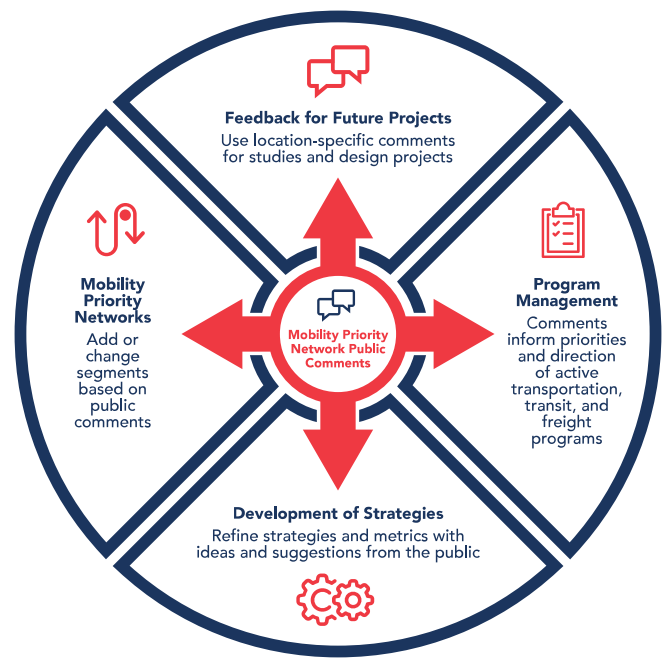 Feedback for Future Projects
Use location-specific comments
for studies and design projects
Mobility
Priority
Networks
Add or
change
segments
based on
public
comments
Mobility Priority
Network Public
Comments
Program
Management
Comments
inform priorities
and direction
of active
transportation,
transit, and
freight
programs
Development of Strategies
Refine strategies and metrics with
ideas and suggestions from the public